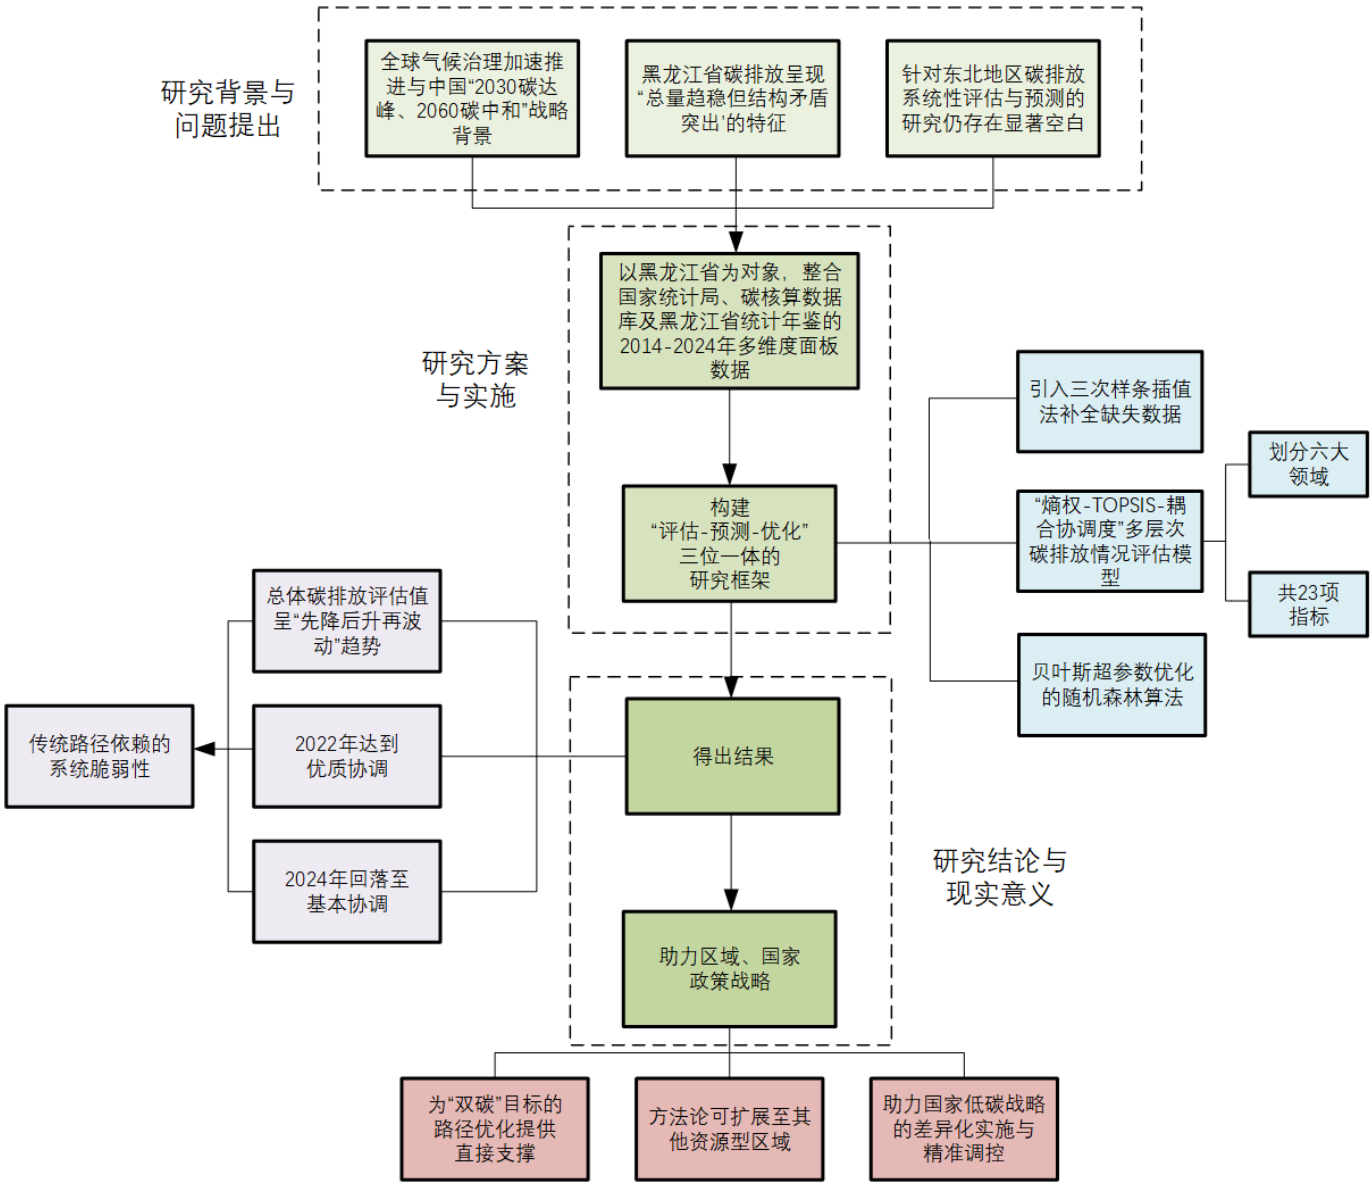 研究背景与
问题提出
全球气候治理加速推
进与中国“2030碳达
峰、2060碳中和”战略
背景
黑龙江省碳排放呈现
“总量趋稳但结构矛盾
突出’的特征
针对东北地区碳排放
系统性评估与预测的
研究仍存在显著空白
研究方案
与实施
以黑龙江省为对象，整合
国家统计局、碳核算数据
库及黑龙江省统计年鉴的
2014-2024年多维度面板
数据
构建
“评估-预测-优化”
三位一体的
研究框架
引入三次样条插值
法补全缺失数据
“熵权-TOPSIS-耦
合协调度”多层次
碳排放情况评估模
型
划分六大
领域
共23项
指标
贝叶斯超参数优化
的随机森林算法
总体碳排放评估值
呈“先降后升再波
动”趋势
2022年达到
优质协调
2024年回落至
基本协调
传统路径依赖的
系统脆弱性
得出结果
研究结论与
现实意义
助力区域、国家
政策战略
为“双碳”目标的
路径优化提供
直接支撑
方法论可扩展至其
他资源型区域
助力国家低碳战略
的差异化实施与
精准调控